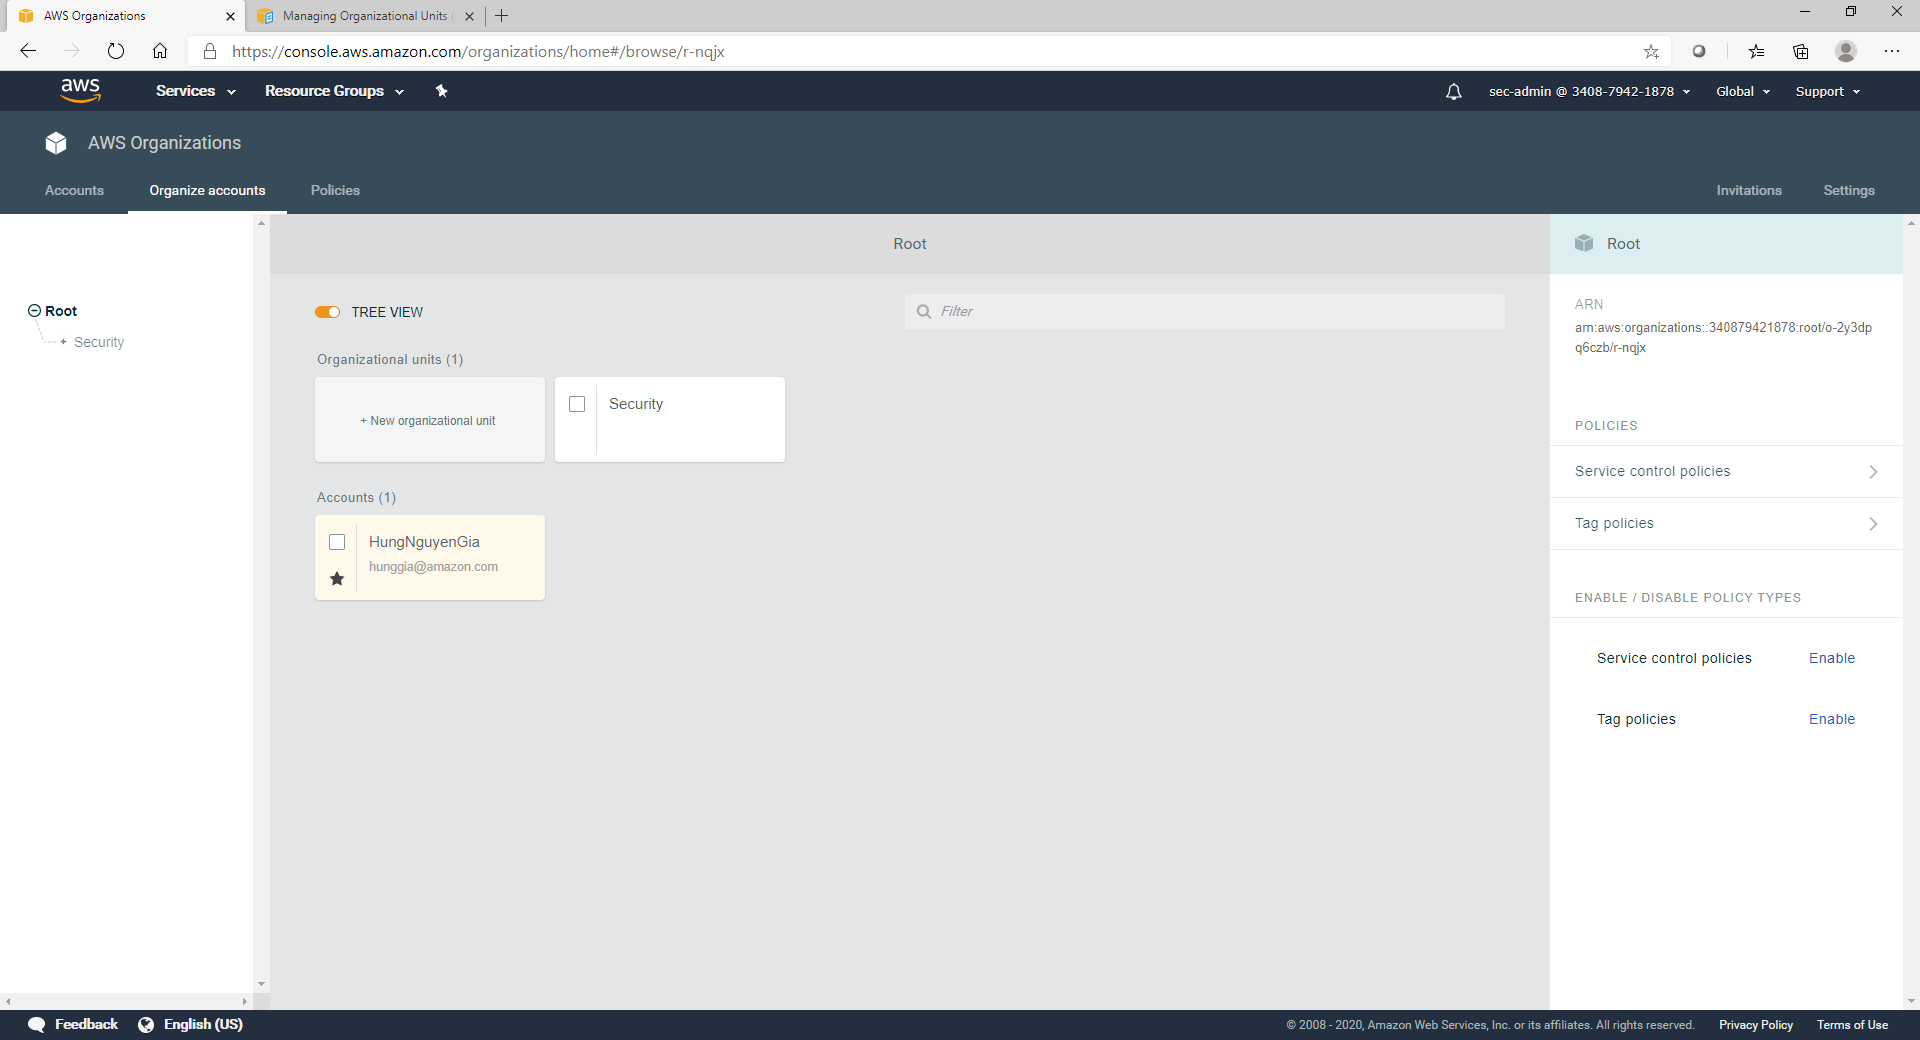 AWS Organizations
Managing Organizational Units (
https://console.aws.amazon.com/organizations/home#/browse/r-nqjx
aws
Services
Resource Groups
sec-admin @ 3408-7942-1878
Global
Support
AWS Organizations
Accounts
Organize accounts
Policies
Invitations
Settings
Root
Security
Root
TREE VIEW
Filter
Organizational units (1)
+ New organizational unit
Security
Accounts (1)
HungNguyenGia
hunggia@amazon.com
Root
ARN
arn:aws:organizations::340879421878:root/o-2y3dp
q6czb/r-nqjx
POLICIES
Service control policies
Tag policies
ENABLE / DISABLE POLICY TYPES
Service control policies Enable
Tag policies Enable
Feedback
English (US)
© 2008 - 2020, Amazon Web Services, Inc. or its affiliates. All rights reserved.
Privacy Policy
Terms of Use